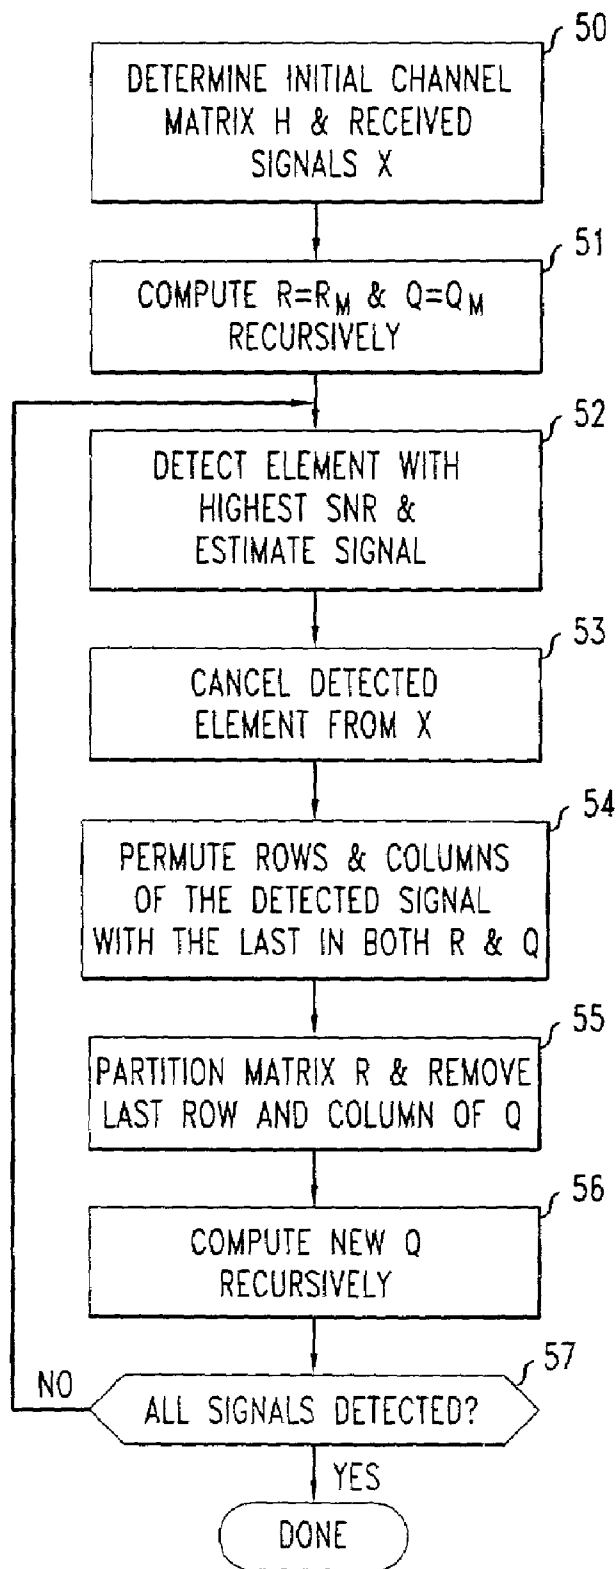 50
DETERMINE INITIAL CHANNEL
MATRIX H & RECEIVED
SIGNALS X
51
COMPUTE R=R_M & Q=Q_M
RECURSIVELY
52
DETECT ELEMENT WITH
HIGHEST SNR &
ESTIMATE SIGNAL
53
CANCEL DETECTED
ELEMENT FROM X
54
PERMUTE ROWS & COLUMNS
OF THE DETECTED SIGNAL
WITH THE LAST IN BOTH R & Q
55
PARTITION MATRIX R & REMOVE
LAST ROW AND COLUMN OF Q
56
COMPUTE NEW Q
RECURSIVELY
57
NO
ALL SIGNALS DETECTED?
YES
DONE